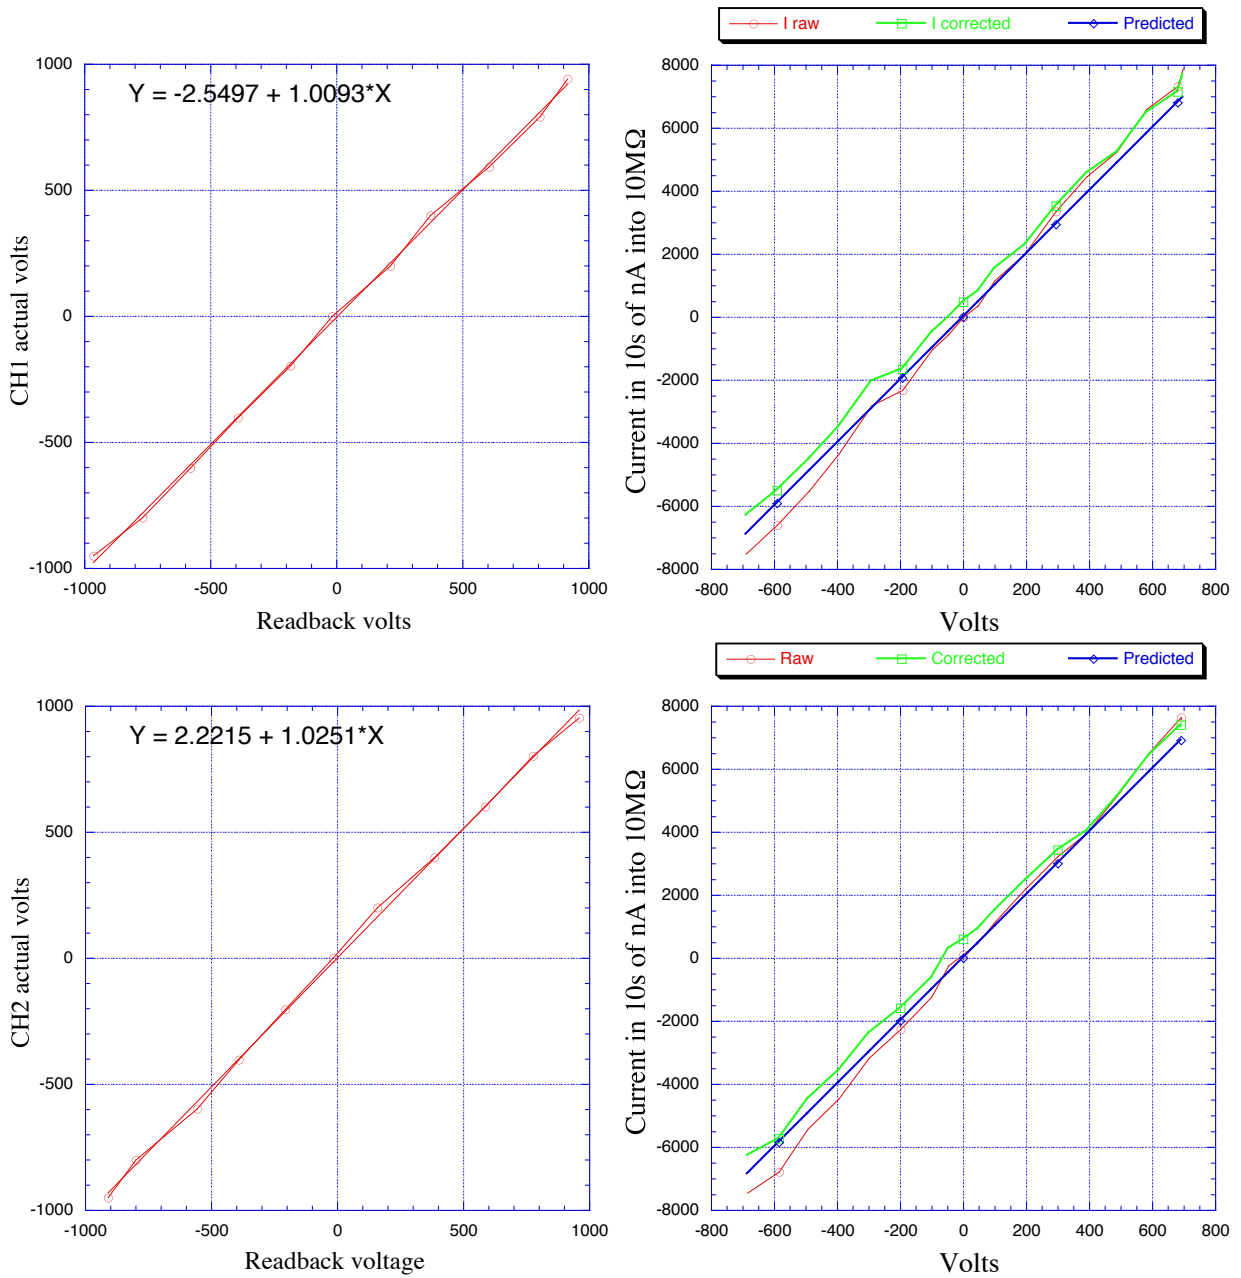 Y = -2.5497 + 1.0093*X
1000
500
0
-500
-1000
-1000 -500 0 500 1000
CH1 actual volts
Readback volts
I raw I corrected Predicted
8000
6000
4000
2000
0
-2000
-4000
-6000
-8000
-800 -600 -400 -200 0 200 400 600 800
Current in 10s of nA into 10MΩ
Volts
Y = 2.2215 + 1.0251*X
1000
500
0
-500
-1000
-1000 -500 0 500 1000
CH2 actual volts
Readback voltage
Raw Corrected Predicted
8000
6000
4000
2000
0
-2000
-4000
-6000
-8000
-800 -600 -400 -200 0 200 400 600 800
Current in 10s of nA into 10MΩ
Volts